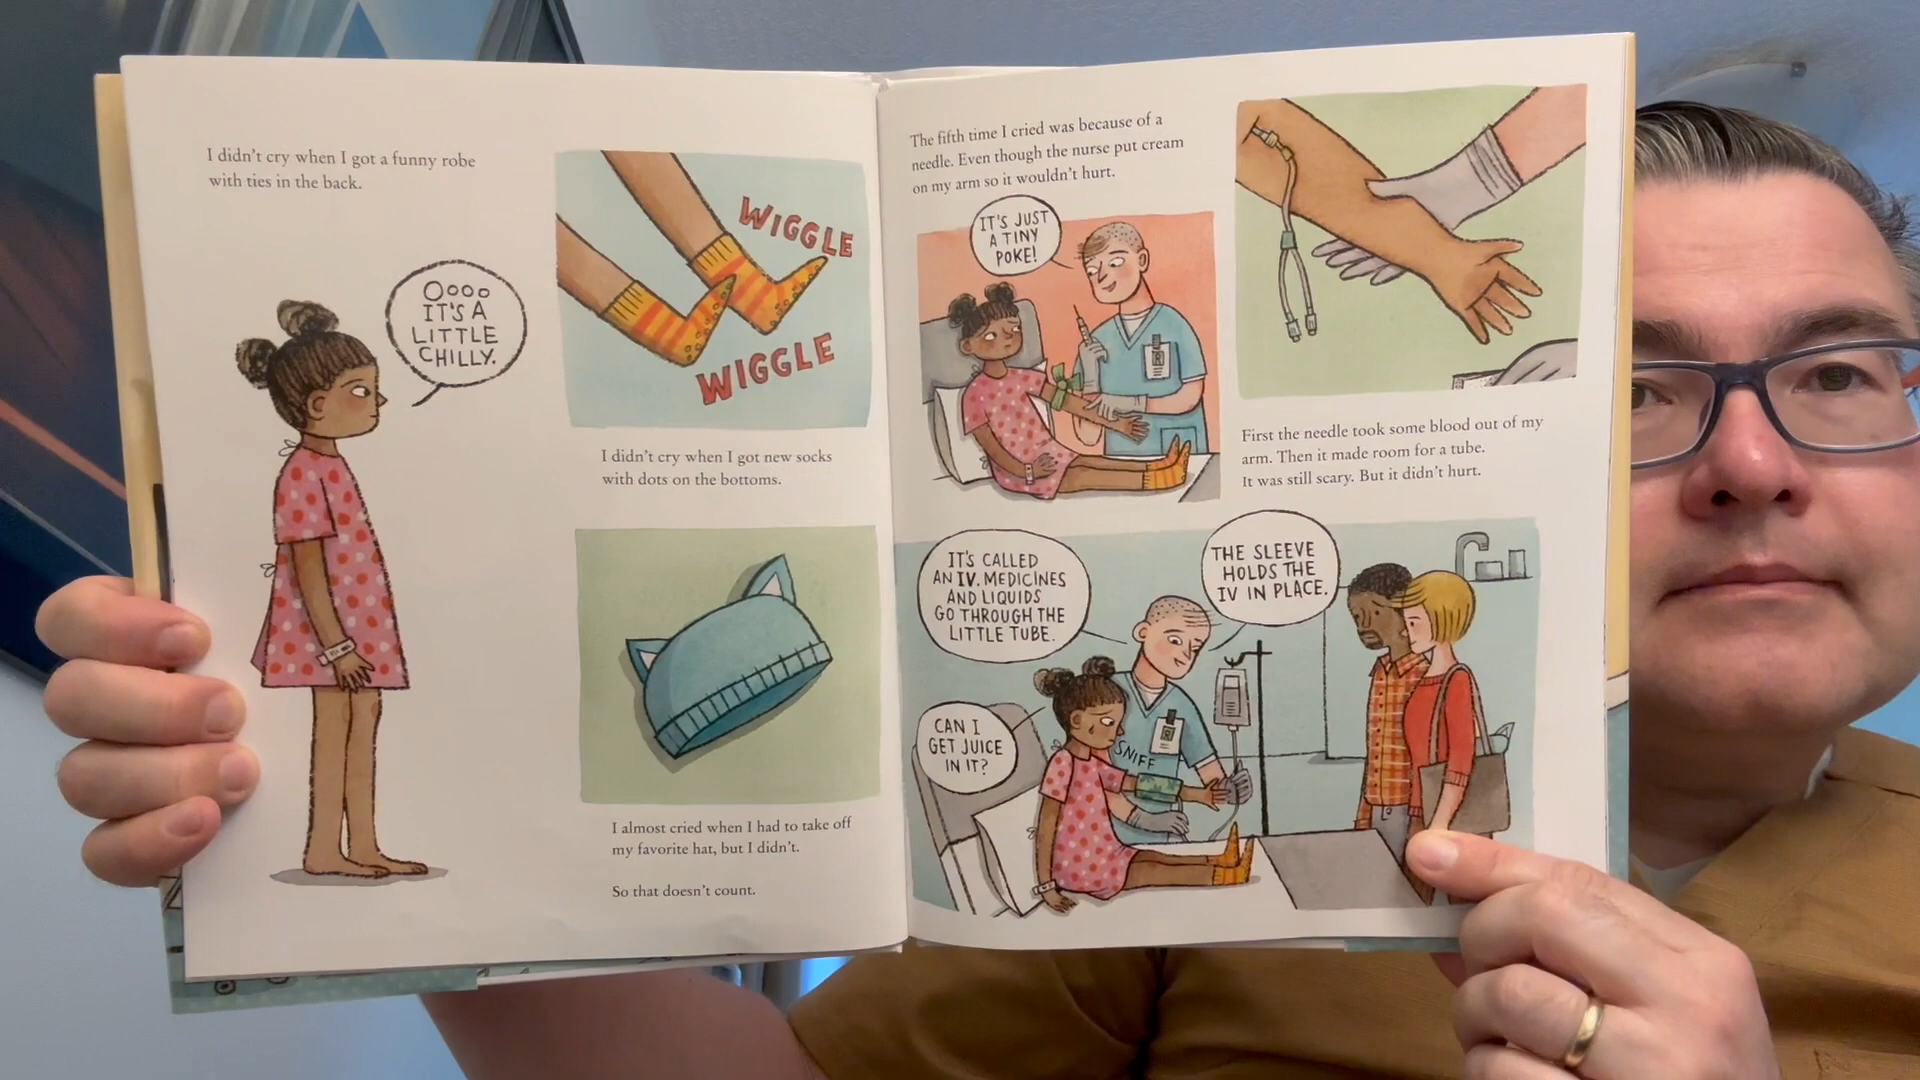 I didn't cry when I got a funny robe
with ties in the back.
OOOO
IT'S A
LITTLE
CHILLY.
WIGGLE
WIGGLE
I didn't cry when I got new socks
with dots on the bottoms.
I almost cried when I had to take off
my favorite hat, but I didn't.
So that doesn't count.
The fifth time I cried was because of a
needle. Even though the nurse put cream
on my arm so it wouldn't hurt.
IT'S JUST
A TINY
POKE!
First the needle took some blood out of my
arm. Then it made room for a tube.
It was still scary. But it didn't hurt.
IT'S CALLED
AN IV. MEDICINES
AND LIQUIDS
GO THROUGH THE
LITTLE TUBE.
THE SLEEVE
HOLDS THE
IV IN PLACE.
CAN I
GET JUICE
IN IT?
SNIFF